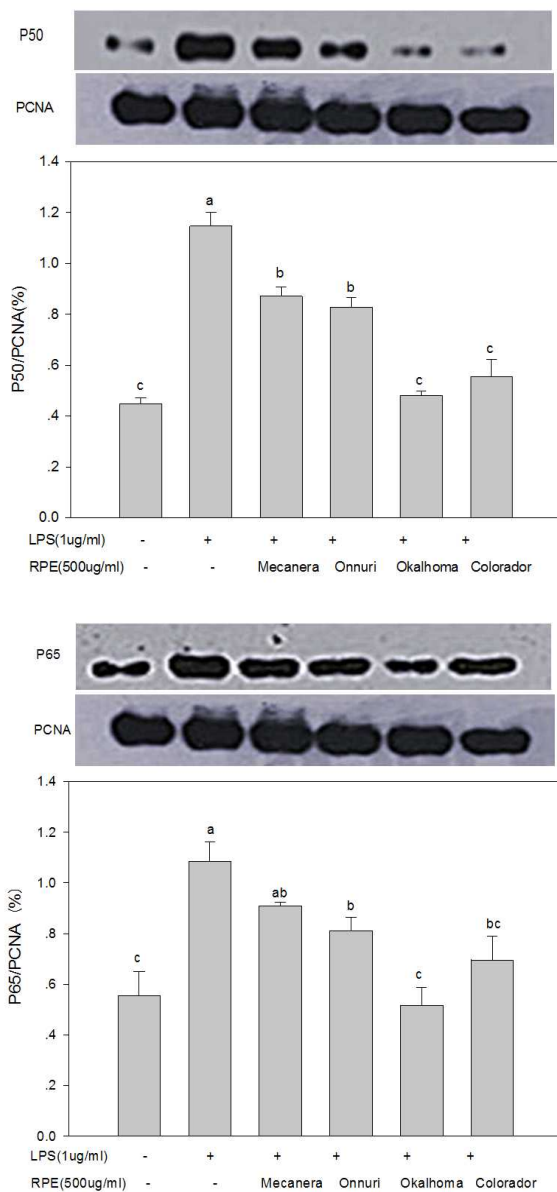 P50
PCNA
1.4
1.2
1.0
.8
.6
.4
.2
0.0
P50/PCNA(%)
c a b b c c
LPS(1ug/ml) - + + + + +
RPE(500ug/ml) - - Mecanera Onnuri Okalhoma Colorador
P65
PCNA
1.4
1.2
1.0
.8
.6
.4
.2
0.0
P65/PCNA (%)
c a ab b c bc
LPS(1ug/ml) - + + + + +
RPE(500ug/ml) - - Mecanera Onnuri Okalhoma Colorador